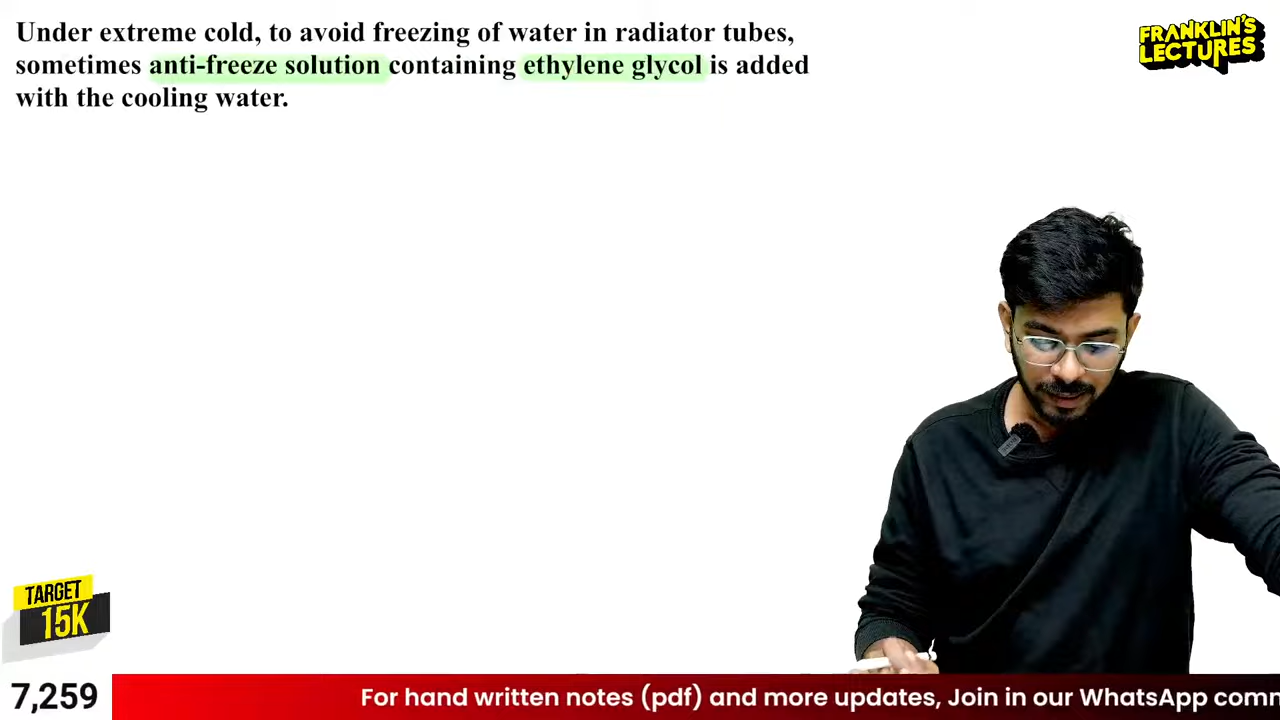 Under extreme cold, to avoid freezing of water in radiator tubes,
sometimes anti-freeze solution containing ethylene glycol is added
with the cooling water.
FRANKLIN'S
LECTURES
TARGET
15K
7,259
For hand written notes (pdf) and more updates, Join in our WhatsApp